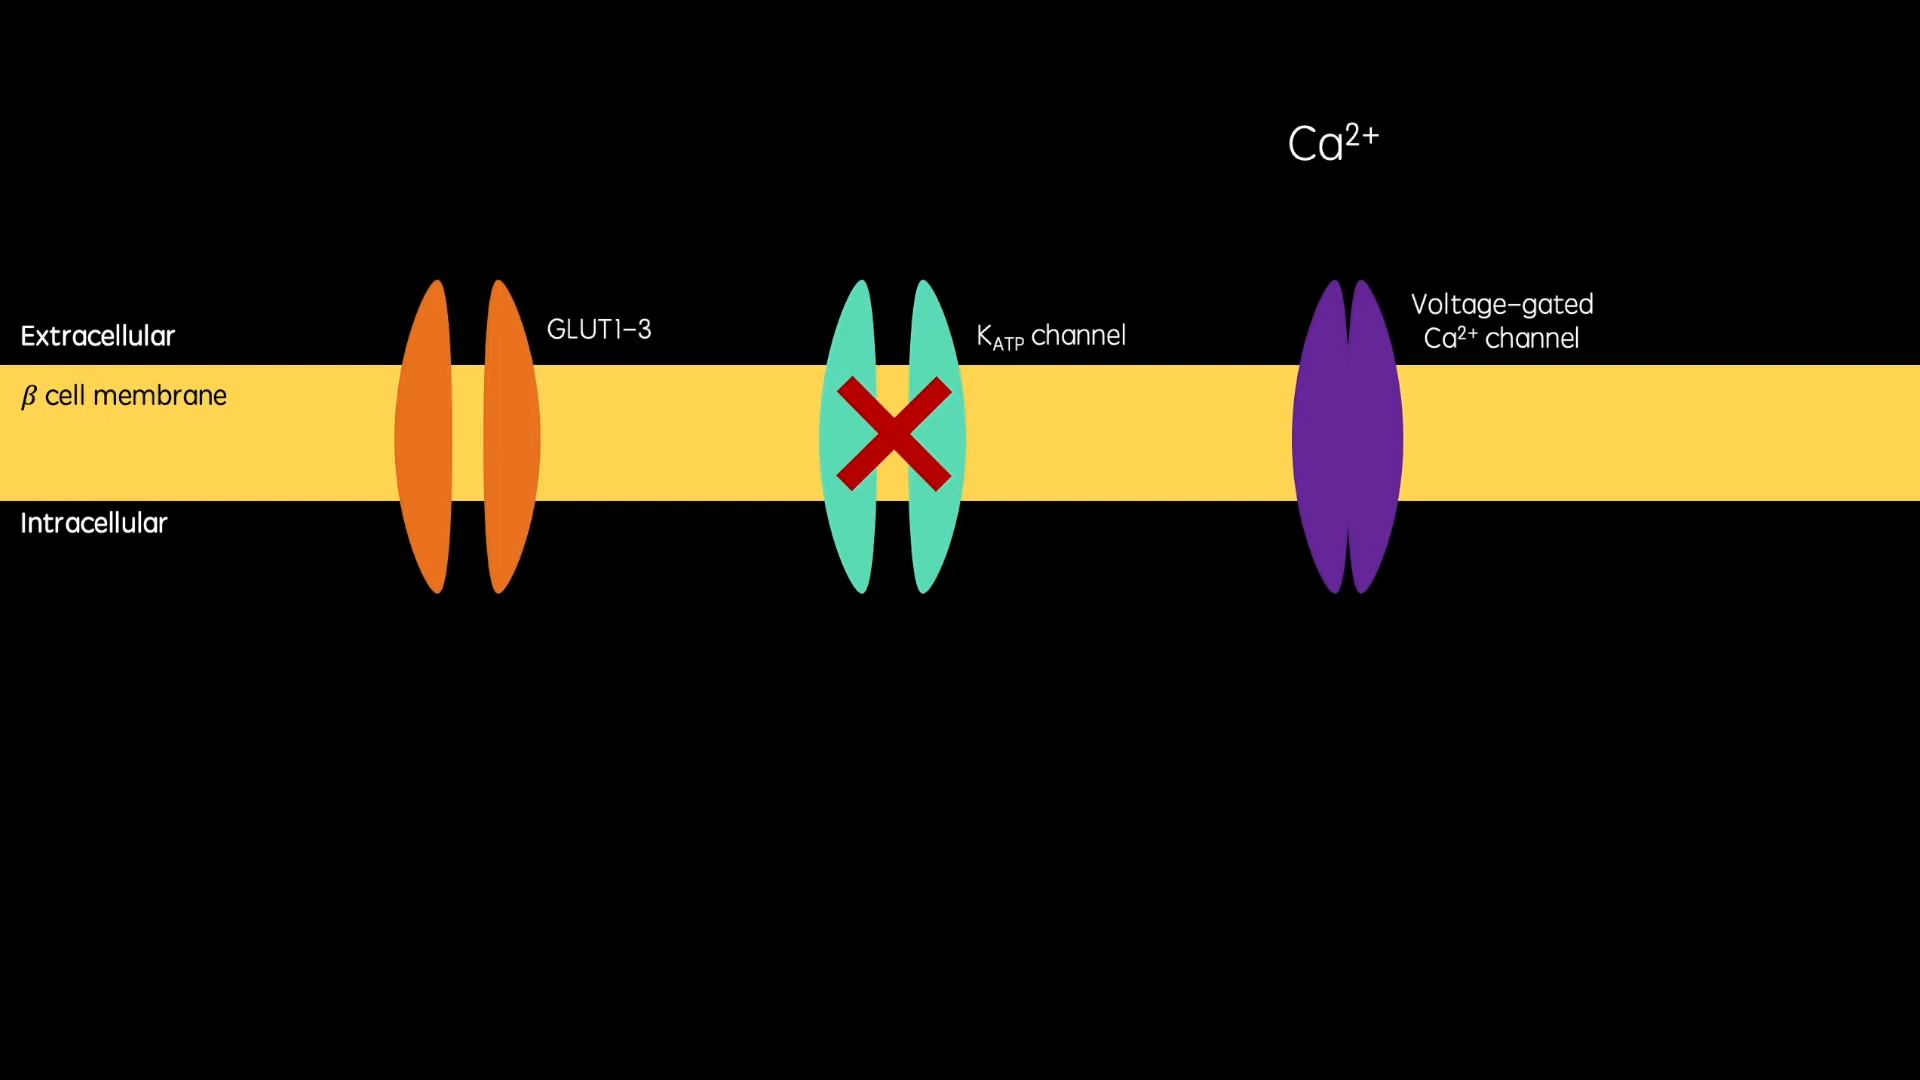 Ca²⁺
Extracellular
GLUT1–3
K_ATP channel
Voltage–gated
Ca²⁺ channel
β cell membrane
Intracellular